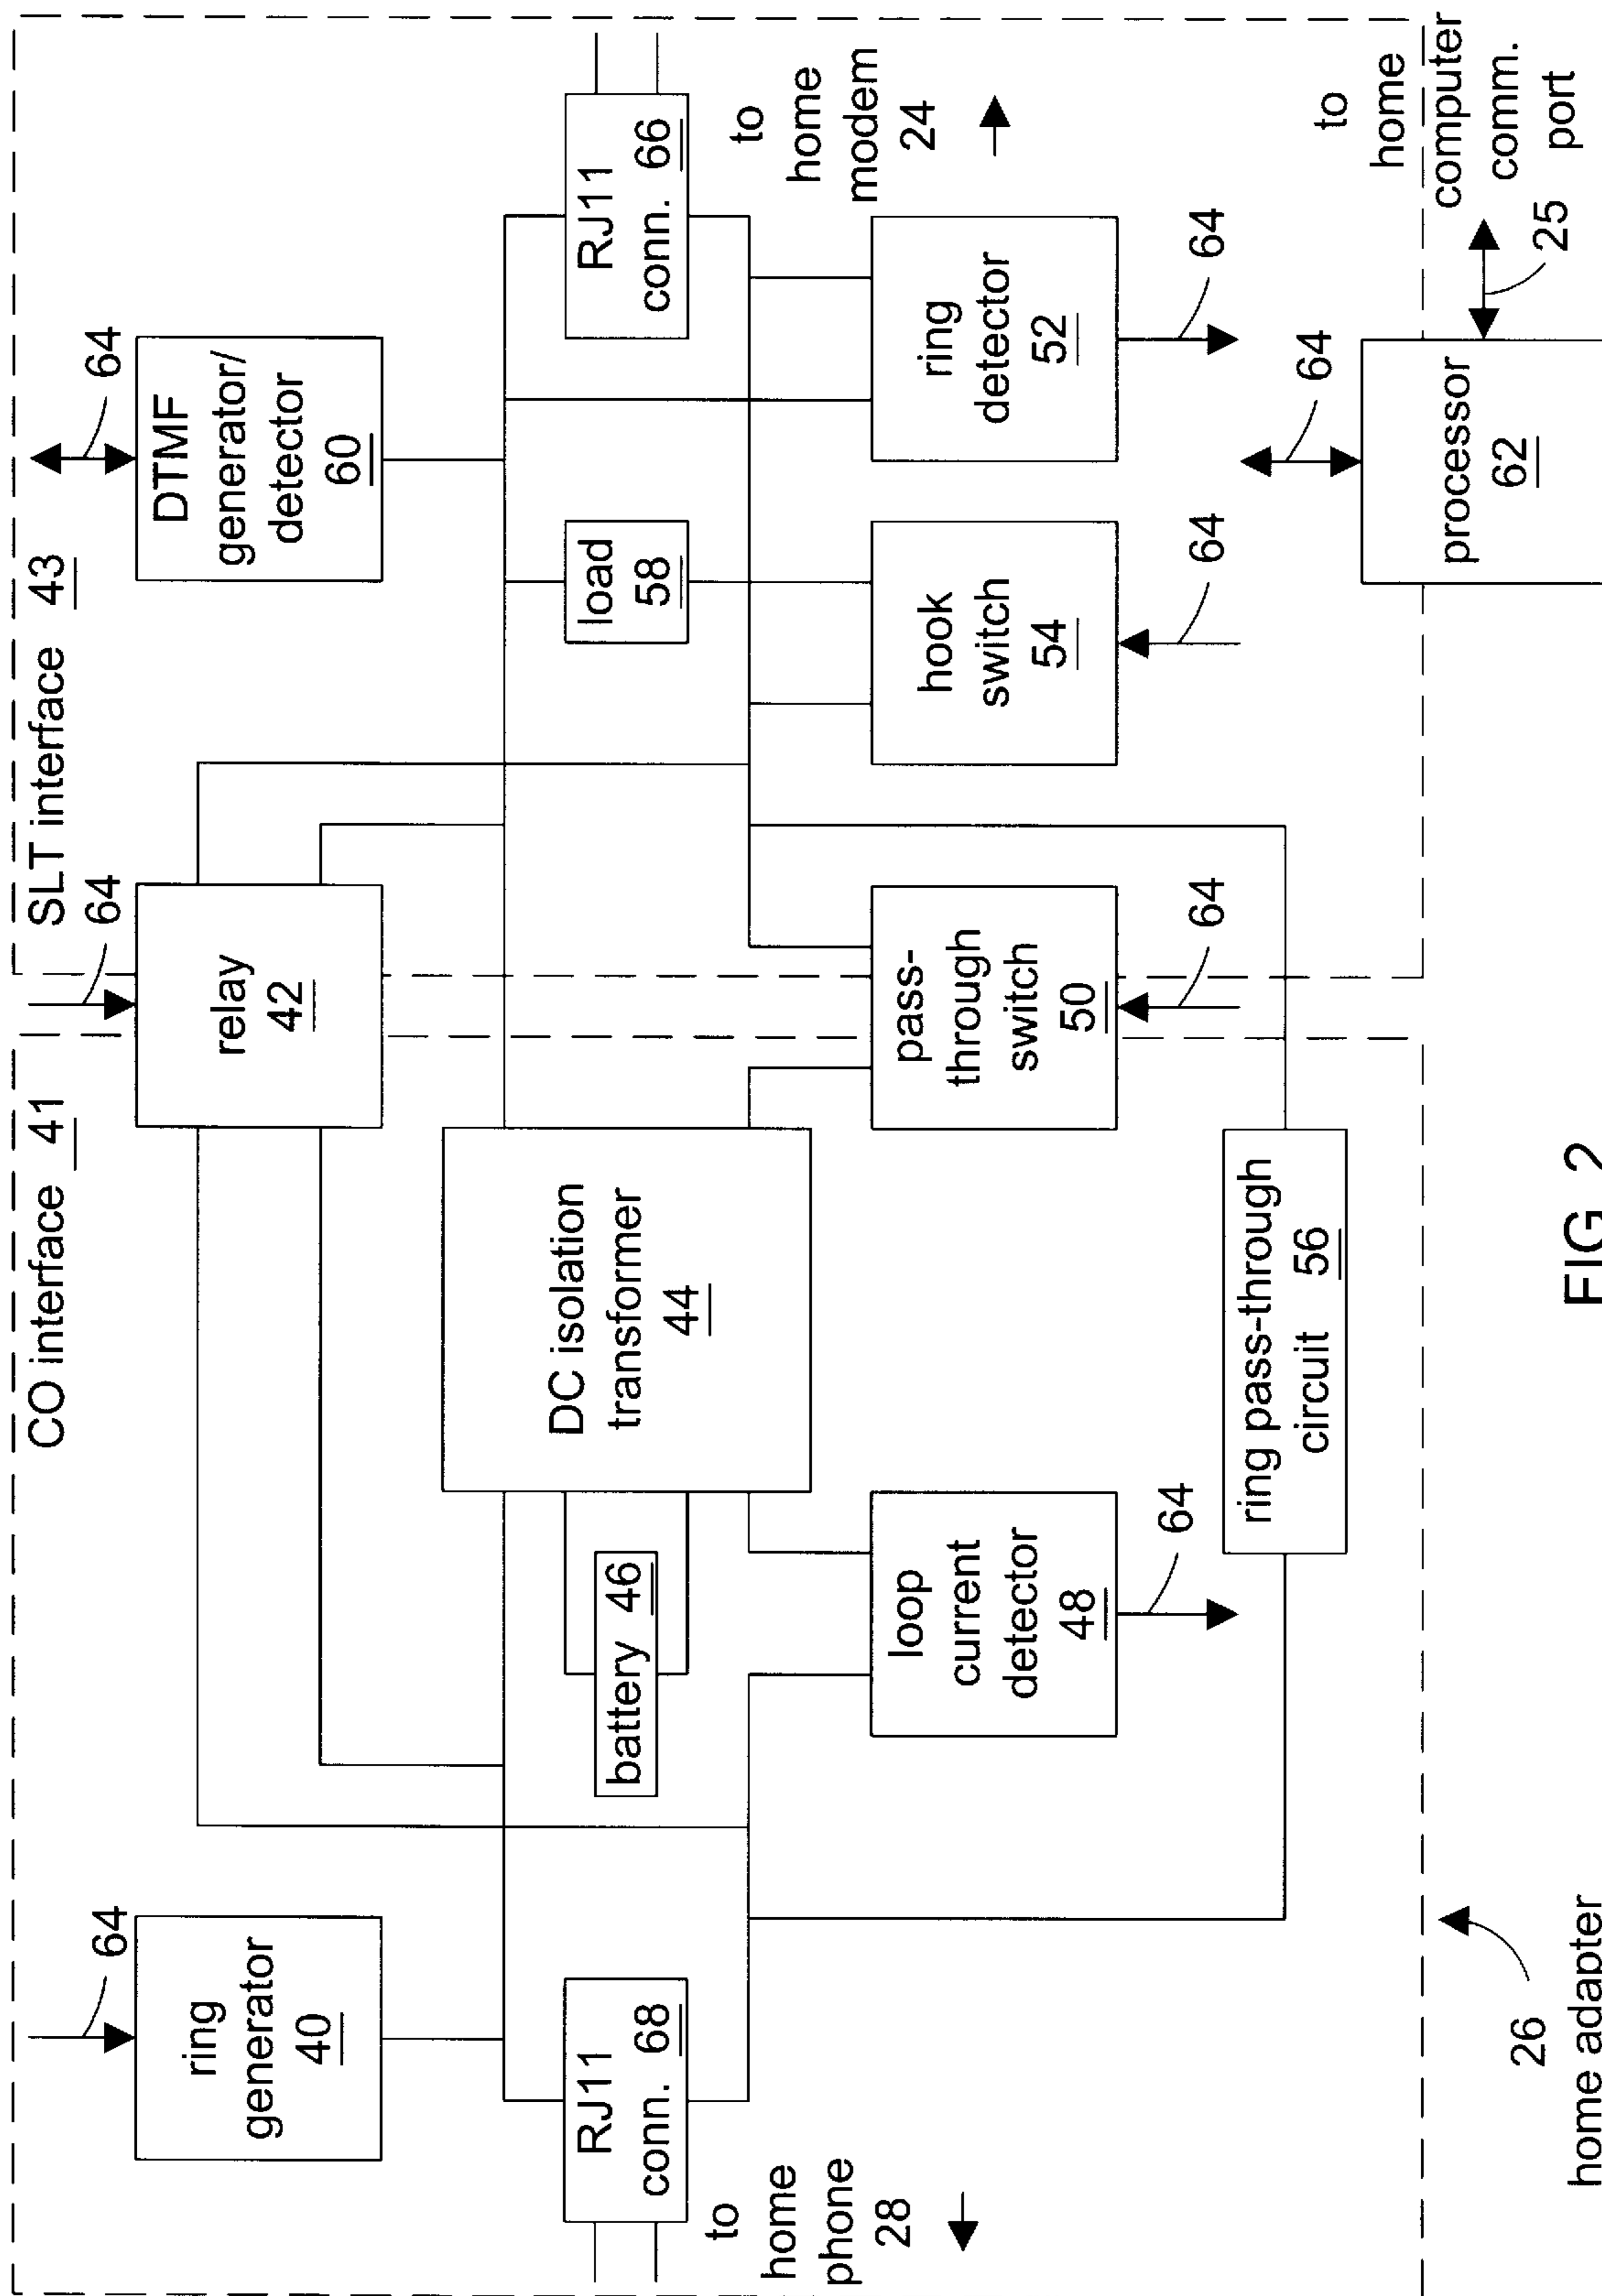 CO interface 41
SLT interface 43
64
ring
generator
40
64
relay
42
64
DTMF
generator/
detector
60
RJ11
conn. 68
to
home
phone
28
battery 46
DC isolation
transformer
44
load
58
RJ11
conn. 66
to
home
modem
24
loop
current
detector
48
64
pass-
through
switch
50
64
hook
switch
54
64
ring
detector
52
64
ring pass-through
circuit 56
64
processor
62
to
home
computer
comm.
port
25
26
home adapter
FIG. 2